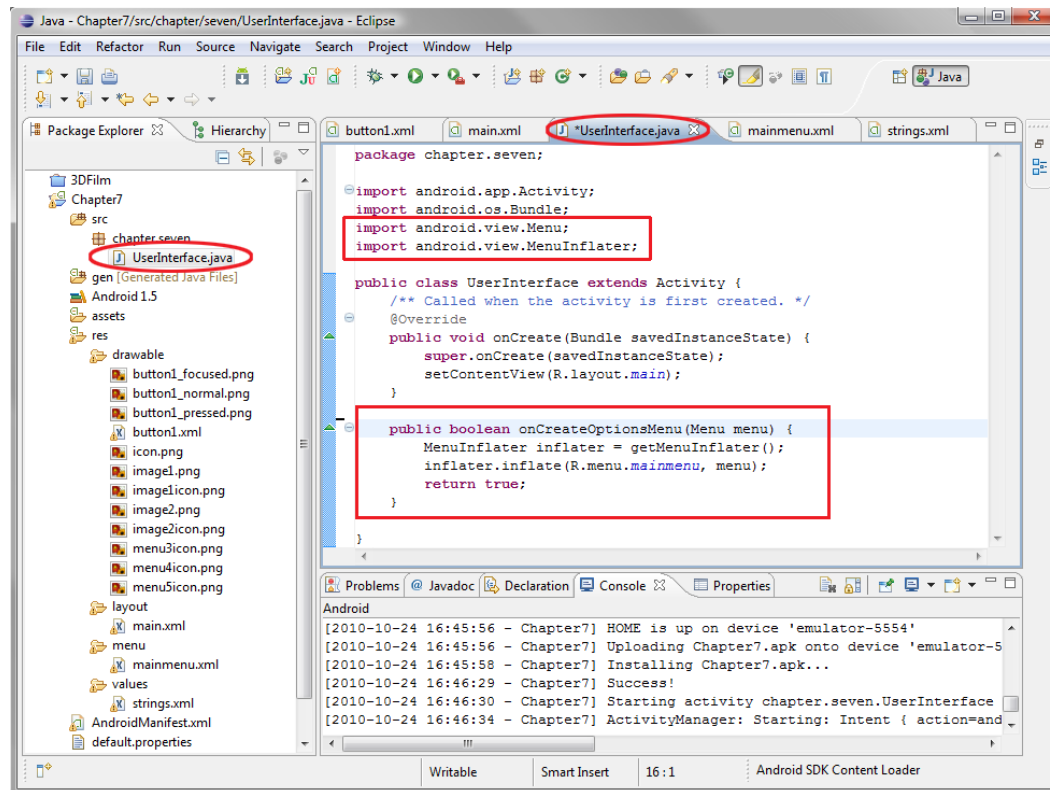 Java - Chapter7/src/chapter/seven/UserInterface.java - Eclipse
File Edit Refactor Run Source Navigate Search Project Window Help
Java
Package Explorer
Hierarchy
3DFilm
Chapter7
src
chapter.seven
UserInterface.java
gen [Generated Java Files]
Android 1.5
assets
res
drawable
button1_focused.png
button1_normal.png
button1_pressed.png
button1.xml
icon.png
image1.png
image1icon.png
image2.png
image2icon.png
menu3icon.png
menu4icon.png
menu5icon.png
layout
main.xml
menu
mainmenu.xml
values
strings.xml
AndroidManifest.xml
default.properties
button1.xml main.xml *UserInterface.java mainmenu.xml strings.xml
package chapter.seven;
import android.app.Activity;
import android.os.Bundle;
import android.view.Menu;
import android.view.MenuInflater;
public class UserInterface extends Activity {
/** Called when the activity is first created. */
@Override
public void onCreate(Bundle savedInstanceState) {
super.onCreate(savedInstanceState);
setContentView(R.layout.main);
}
public boolean onCreateOptionsMenu(Menu menu) {
MenuInflater inflater = getMenuInflater();
inflater.inflate(R.menu.mainmenu, menu);
return true;
}
}
Problems @ Javadoc Declaration Console Properties
Android
[2010-10-24 16:45:56 - Chapter7] HOME is up on device 'emulator-5554'
[2010-10-24 16:45:56 - Chapter7] Uploading Chapter7.apk onto device 'emulator-5
[2010-10-24 16:45:58 - Chapter7] Installing Chapter7.apk...
[2010-10-24 16:46:29 - Chapter7] Success!
[2010-10-24 16:46:30 - Chapter7] Starting activity chapter.seven.UserInterface
[2010-10-24 16:46:34 - Chapter7] ActivityManager: Starting: Intent { action=and
Writable Smart Insert 16 : 1 Android SDK Content Loader